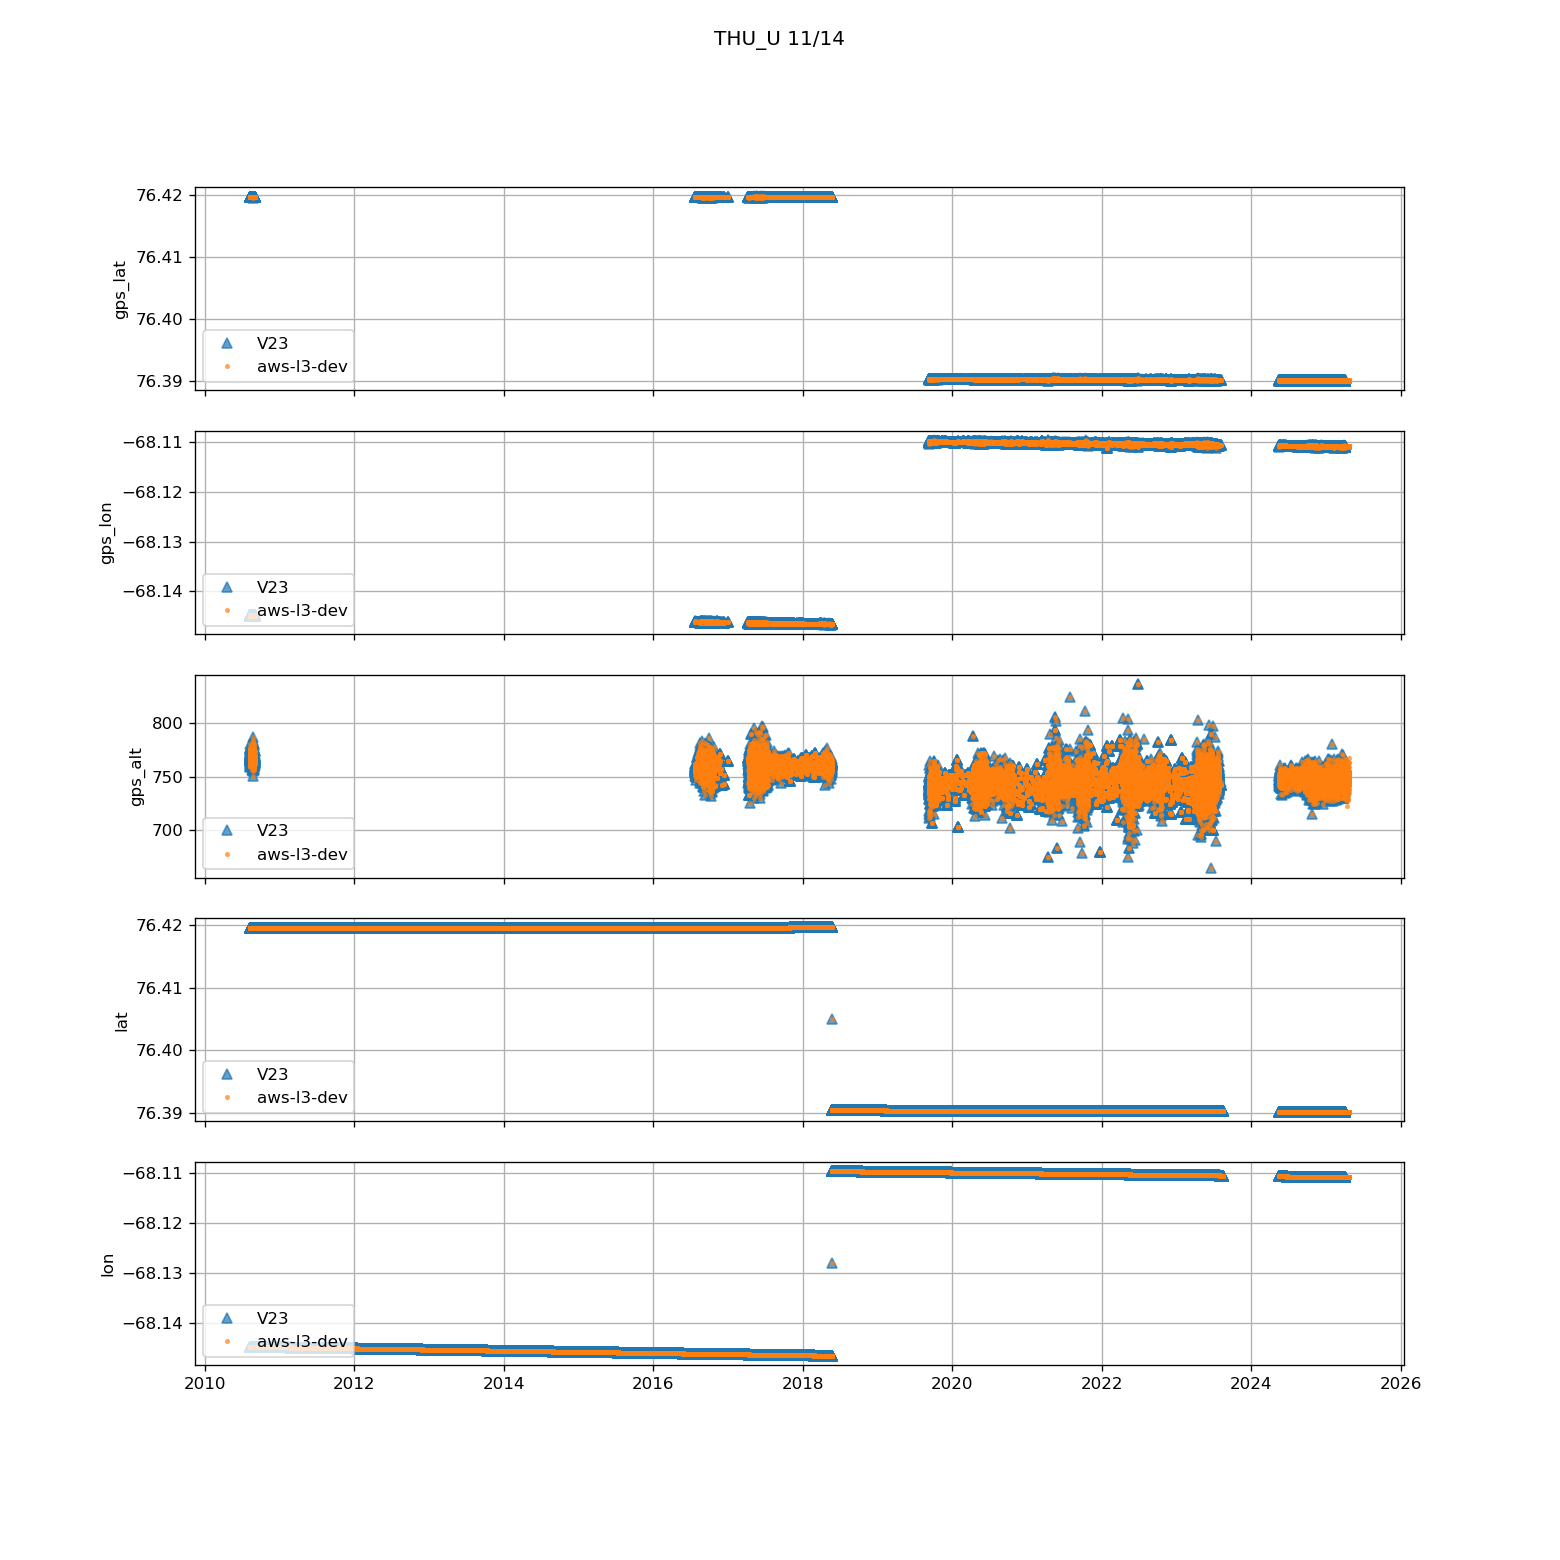 THU_U 11/14
76.42
76.41
76.40
76.39
gps_lat
V23
aws-l3-dev
−68.11
−68.12
−68.13
−68.14
gps_lon
V23
aws-l3-dev
800
750
700
gps_alt
V23
aws-l3-dev
76.42
76.41
76.40
76.39
lat
V23
aws-l3-dev
−68.11
−68.12
−68.13
−68.14
lon
V23
aws-l3-dev
2010 2012 2014 2016 2018 2020 2022 2024 2026